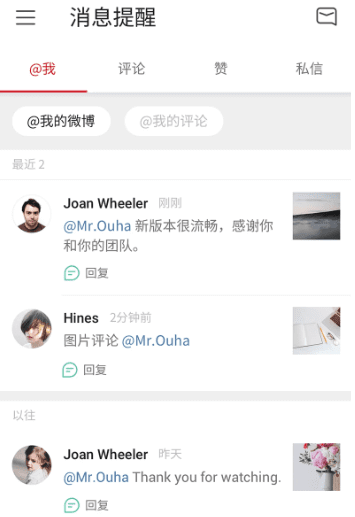 消息提醒
@我 评论 赞 私信
@我的微博 @我的评论
最近 2
Joan Wheeler 刚刚
@Mr.Ouha 新版本很流畅，感谢你
和你的团队。
回复
Hines 2分钟前
图片评论 @Mr.Ouha
回复
以往
Joan Wheeler 昨天
@Mr.Ouha Thank you for watching.
回复